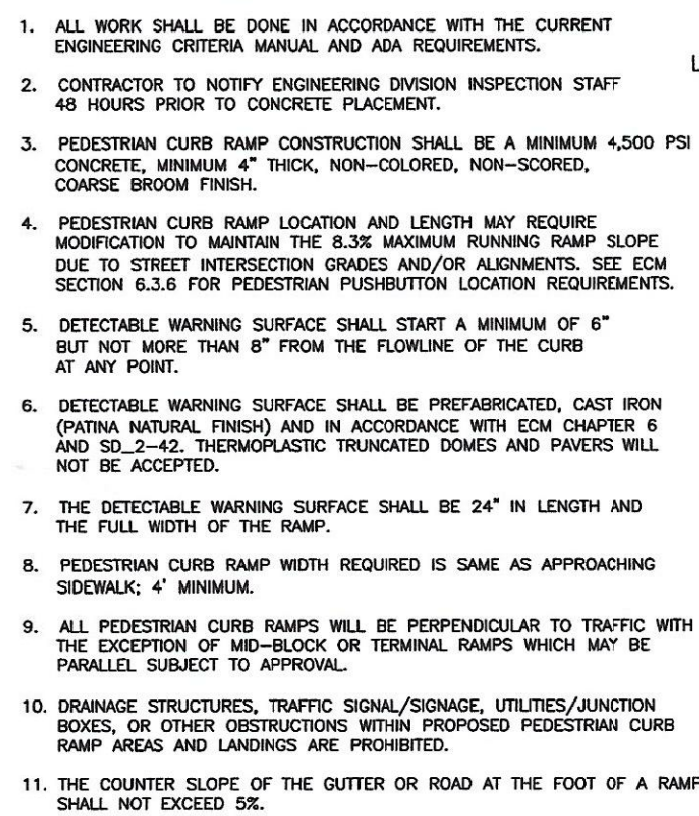 1. ALL WORK SHALL BE DONE IN ACCORDANCE WITH THE CURRENT
ENGINEERING CRITERIA MANUAL AND ADA REQUIREMENTS.
L
2. CONTRACTOR TO NOTIFY ENGINEERING DIVISION INSPECTION STAFF
48 HOURS PRIOR TO CONCRETE PLACEMENT.
3. PEDESTRIAN CURB RAMP CONSTRUCTION SHALL BE A MINIMUM 4,500 PSI
CONCRETE, MINIMUM 4" THICK, NON-COLORED, NON-SCORED,
COARSE BROOM FINISH.
4. PEDESTRIAN CURB RAMP LOCATION AND LENGTH MAY REQUIRE
MODIFICATION TO MAINTAIN THE 8.3% MAXIMUM RUNNING RAMP SLOPE
DUE TO STREET INTERSECTION GRADES AND/OR ALIGNMENTS. SEE ECM
SECTION 6.3.6 FOR PEDESTRIAN PUSHBUTTON LOCATION REQUIREMENTS.
5. DETECTABLE WARNING SURFACE SHALL START A MINIMUM OF 6"
BUT NOT MORE THAN 8" FROM THE FLOWLINE OF THE CURB
AT ANY POINT.
6. DETECTABLE WARNING SURFACE SHALL BE PREFABRICATED, CAST IRON
(PATINA NATURAL FINISH) AND IN ACCORDANCE WITH ECM CHAPTER 6
AND SD_2-42. THERMOPLASTIC TRUNCATED DOMES AND PAVERS WILL
NOT BE ACCEPTED.
7. THE DETECTABLE WARNING SURFACE SHALL BE 24" IN LENGTH AND
THE FULL WIDTH OF THE RAMP.
8. PEDESTRIAN CURB RAMP WIDTH REQUIRED IS SAME AS APPROACHING
SIDEWALK; 4' MINIMUM.
9. ALL PEDESTRIAN CURB RAMPS WILL BE PERPENDICULAR TO TRAFFIC WITH
THE EXCEPTION OF MID-BLOCK OR TERMINAL RAMPS WHICH MAY BE
PARALLEL SUBJECT TO APPROVAL.
10. DRAINAGE STRUCTURES, TRAFFIC SIGNAL/SIGNAGE, UTILITIES/JUNCTION
BOXES, OR OTHER OBSTRUCTIONS WITHIN PROPOSED PEDESTRIAN CURB
RAMP AREAS AND LANDINGS ARE PROHIBITED.
11. THE COUNTER SLOPE OF THE GUTTER OR ROAD AT THE FOOT OF A RAMP
SHALL NOT EXCEED 5%.